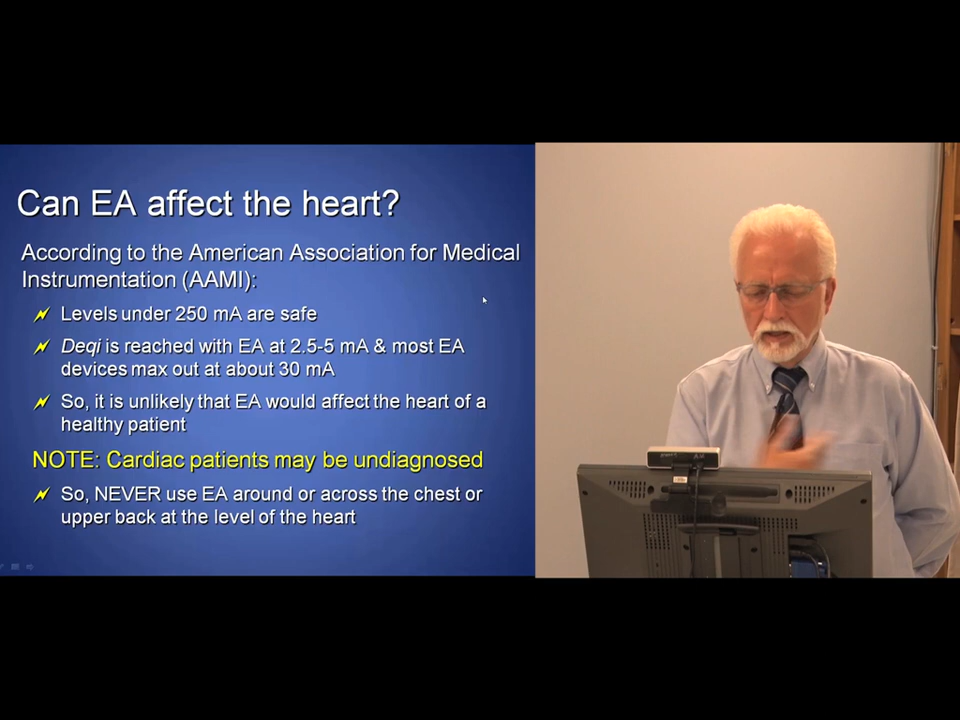 Can EA affect the heart?
According to the American Association for Medical
Instrumentation (AAMI):
Levels under 250 mA are safe
Deqi is reached with EA at 2.5-5 mA & most EA
devices max out at about 30 mA
So, it is unlikely that EA would affect the heart of a
healthy patient
NOTE: Cardiac patients may be undiagnosed
So, NEVER use EA around or across the chest or
upper back at the level of the heart